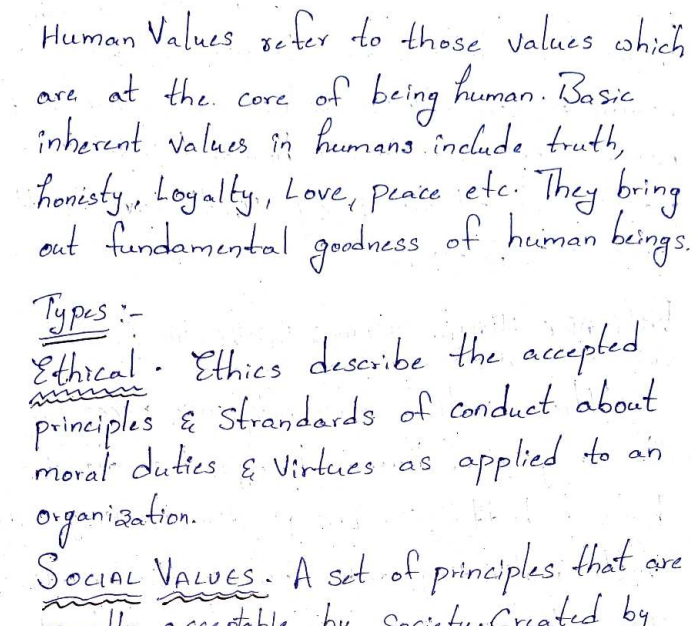 Human Values refer to those values which
are at the core of being human. Basic
inherent values in humans include truth,
honisty, Loyalty, Love, peace etc. They bring
out fundamental goodness of human beings.
Types :-
Ethical. Ethics describe the accepted
principles & Strandards of conduct about
moral duties & Virtues as applied to an
organization.
SOCIAL VALUES. A set of principles that are
by Society. Created by